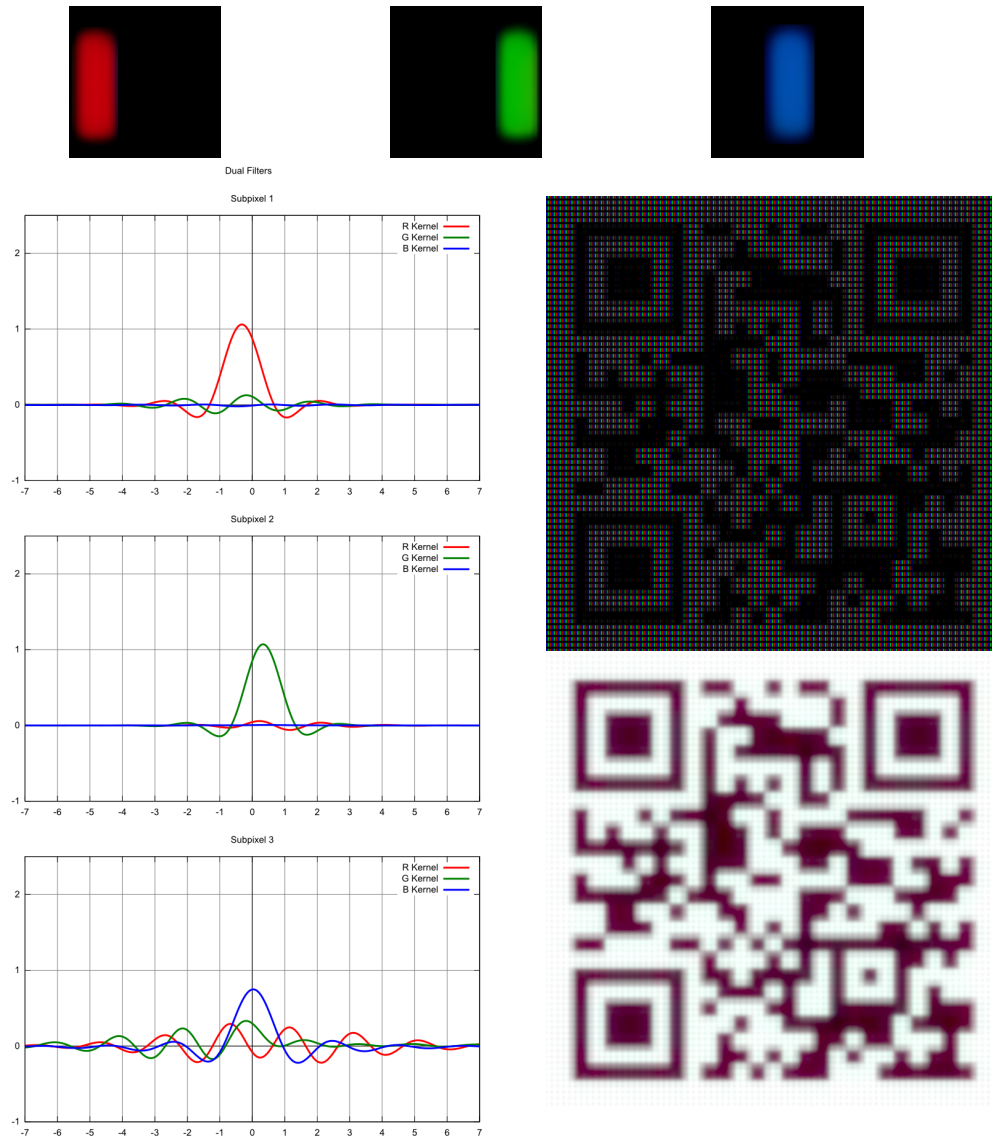 Dual Filters
Subpixel 1
R Kernel
G Kernel
B Kernel
2
1
0
-1
-7 -6 -5 -4 -3 -2 -1 0 1 2 3 4 5 6 7
Subpixel 2
R Kernel
G Kernel
B Kernel
2
1
0
-1
-7 -6 -5 -4 -3 -2 -1 0 1 2 3 4 5 6 7
Subpixel 3
R Kernel
G Kernel
B Kernel
2
1
0
-1
-7 -6 -5 -4 -3 -2 -1 0 1 2 3 4 5 6 7